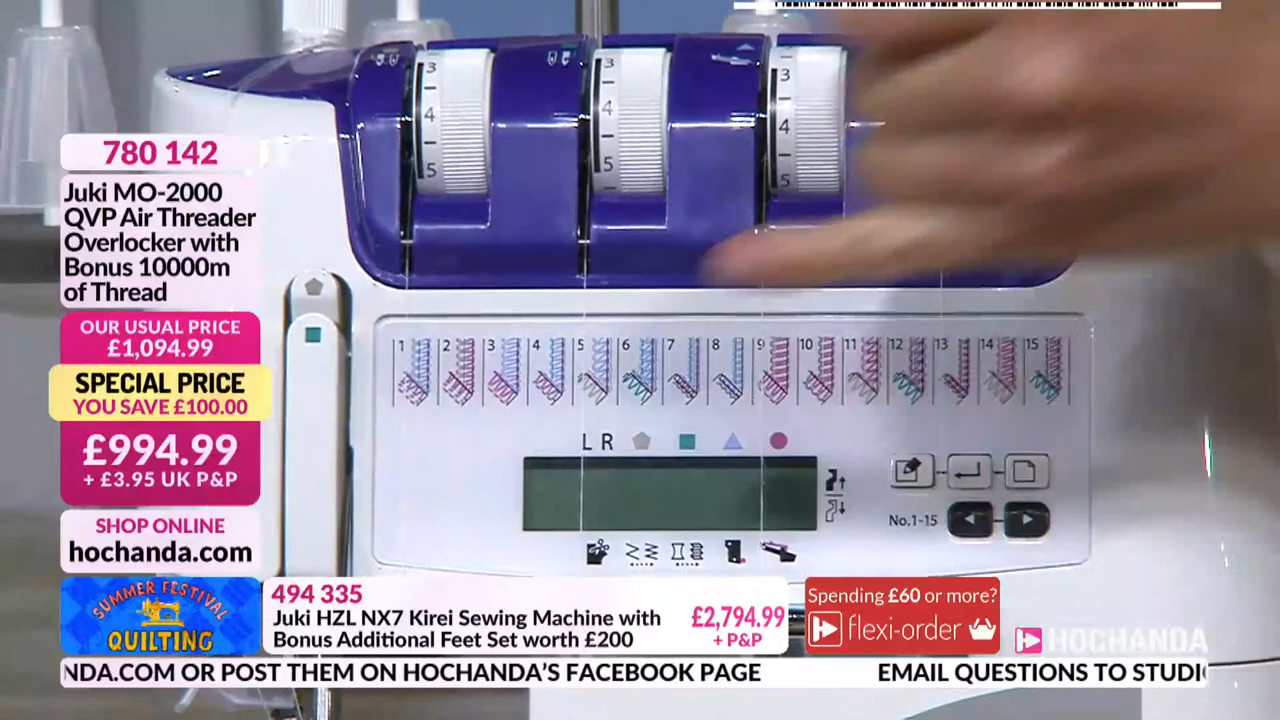 3
4
5
3
4
5
3
4
5
780 142
Juki MO-2000
QVP Air Threader
Overlocker with
Bonus 10000m
of Thread
OUR USUAL PRICE
£1,094.99
SPECIAL PRICE
YOU SAVE £100.00
£994.99
+ £3.95 UK P&P
SHOP ONLINE
hochanda.com
1 2 3 4 5 6 7 8 9 10 11 12 13 14 15
L R
No.1-15
SUMMER FESTIVAL
QUILTING
494 335
Juki HZL NX7 Kirei Sewing Machine with
Bonus Additional Feet Set worth £200
£2,794.99
+ P&P
Spending £60 or more?
flexi-order
HOCHANDA
NDA.COM OR POST THEM ON HOCHANDA'S FACEBOOK PAGE
EMAIL QUESTIONS TO STUDI